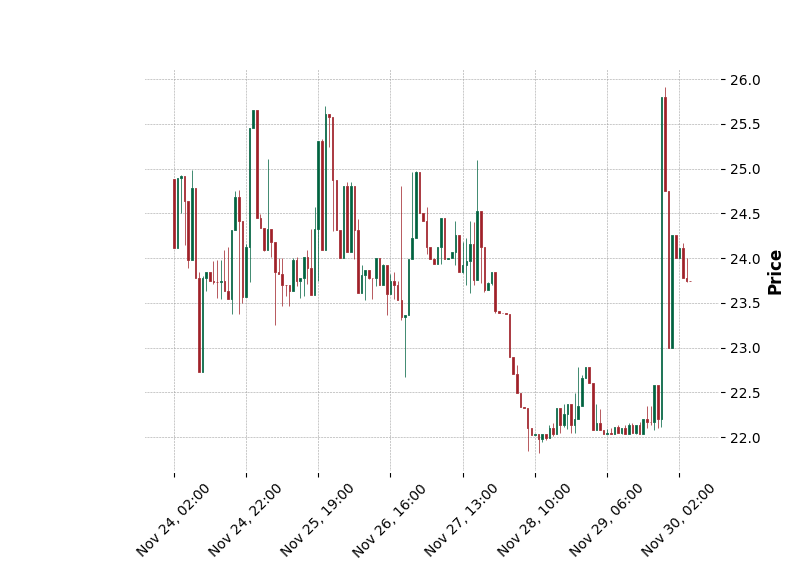 26.0
25.5
25.0
24.5
24.0
23.5
23.0
22.5
22.0
Price
Nov 24, 02:00
Nov 24, 22:00
Nov 25, 19:00
Nov 26, 16:00
Nov 27, 13:00
Nov 28, 10:00
Nov 29, 06:00
Nov 30, 02:00